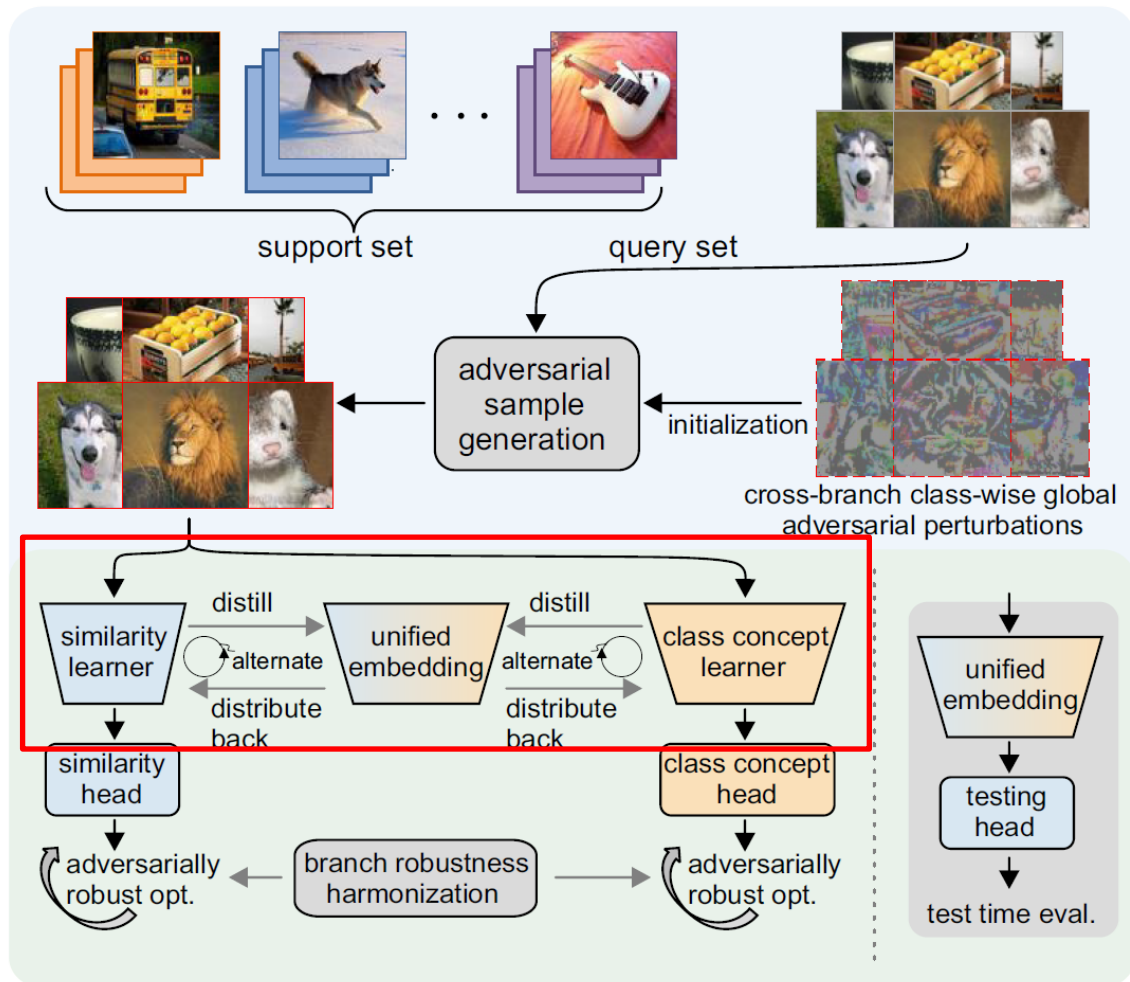 support set
query set
adversarial
sample
generation
initialization
cross-branch class-wise global
adversarial perturbations
similarity
learner
distill
alternate
distribute
back
unified
embedding
distill
alternate
distribute
back
class concept
learner
similarity
head
class concept
head
adversarially
robust opt.
branch robustness
harmonization
adversarially
robust opt.
unified
embedding
testing
head
test time eval.